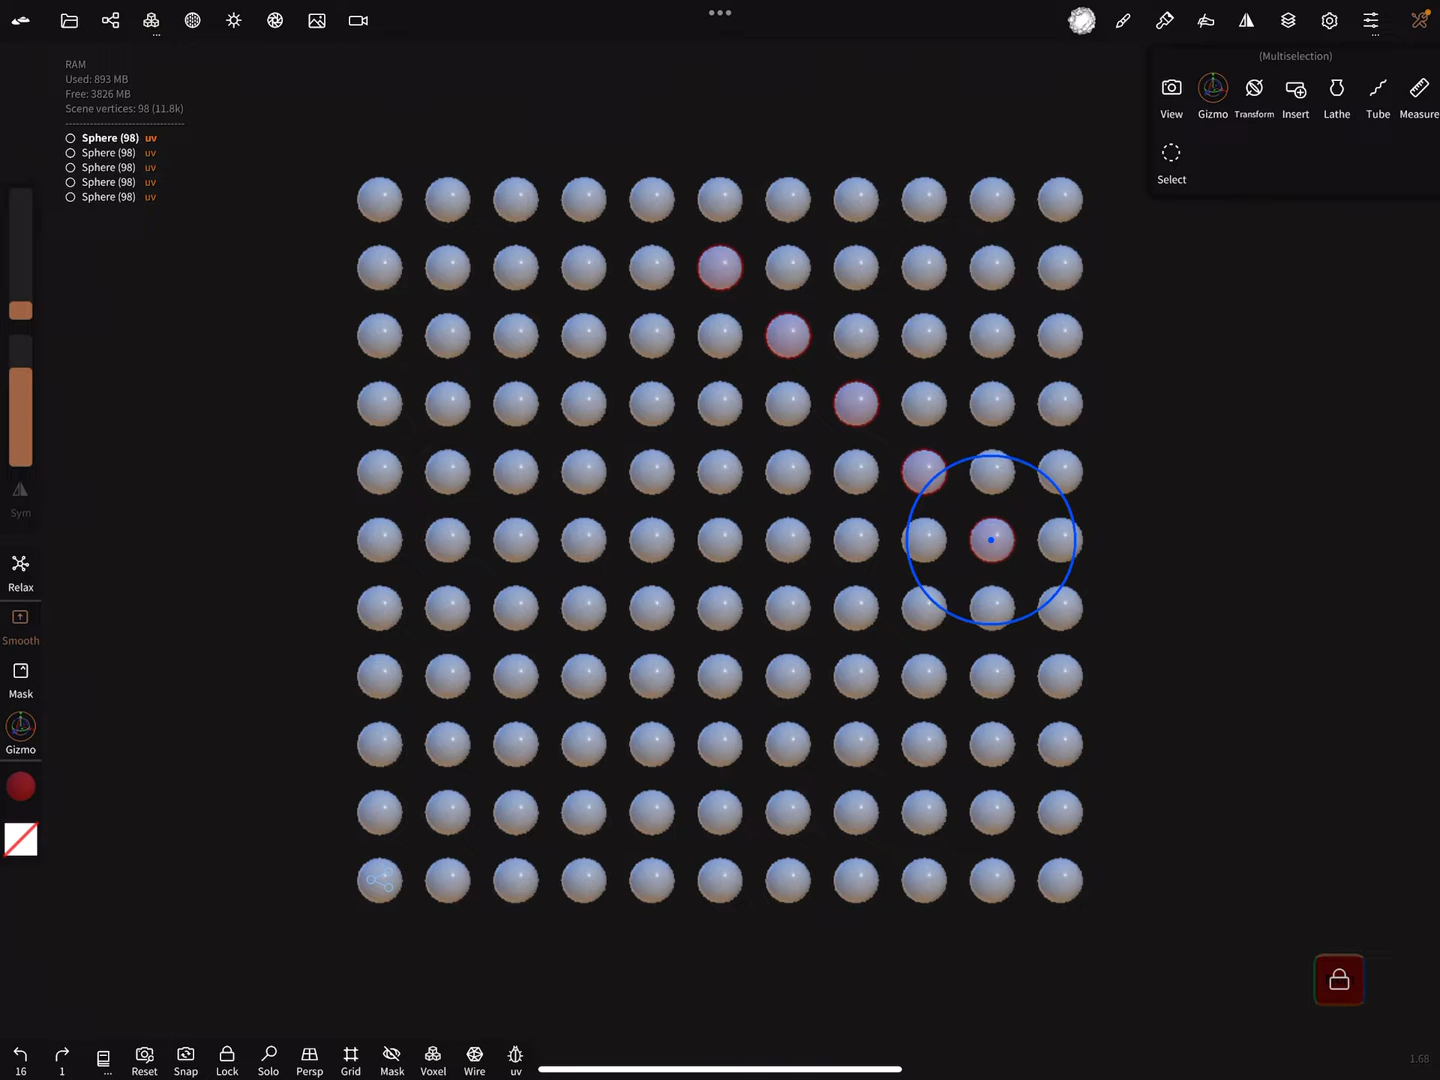 RAM
Used: 893 MB
Free: 3826 MB
Scene vertices: 98 (11.8k)
Sphere (98) uv
Sphere (98) uv
Sphere (98) uv
Sphere (98) uv
Sphere (98) uv
(Multiselection)
View Gizmo Transform Insert Lathe Tube Measure
Select
Sym
Relax
Smooth
Mask
Gizmo
16 1 ... Reset Snap Lock Solo Persp Grid Mask Voxel Wire uv
1.68